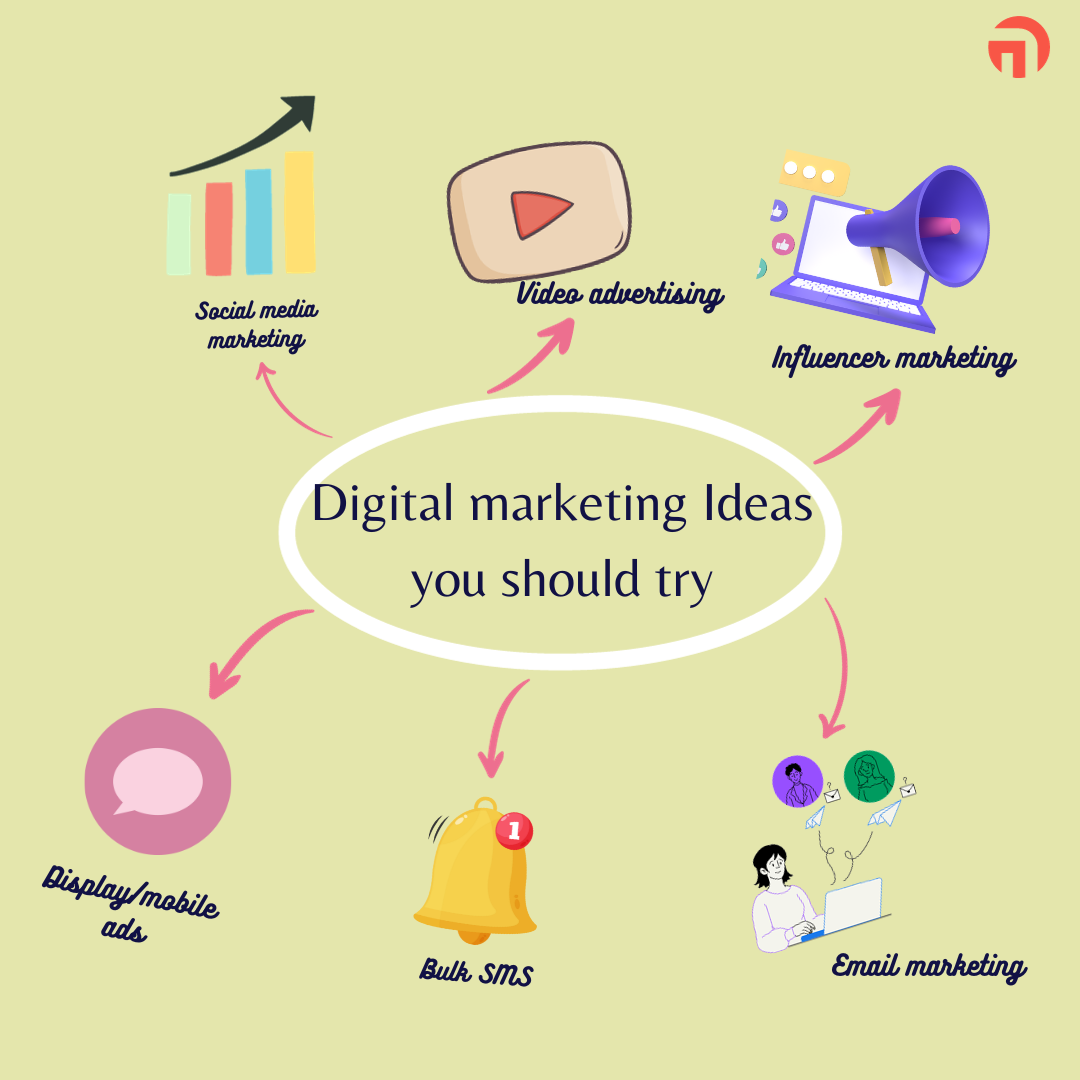 Social media
marketing
Video advertising
Influencer marketing
Digital marketing Ideas
you should try
Display/mobile
ads
1
Bulk SMS
?
?
Email marketing